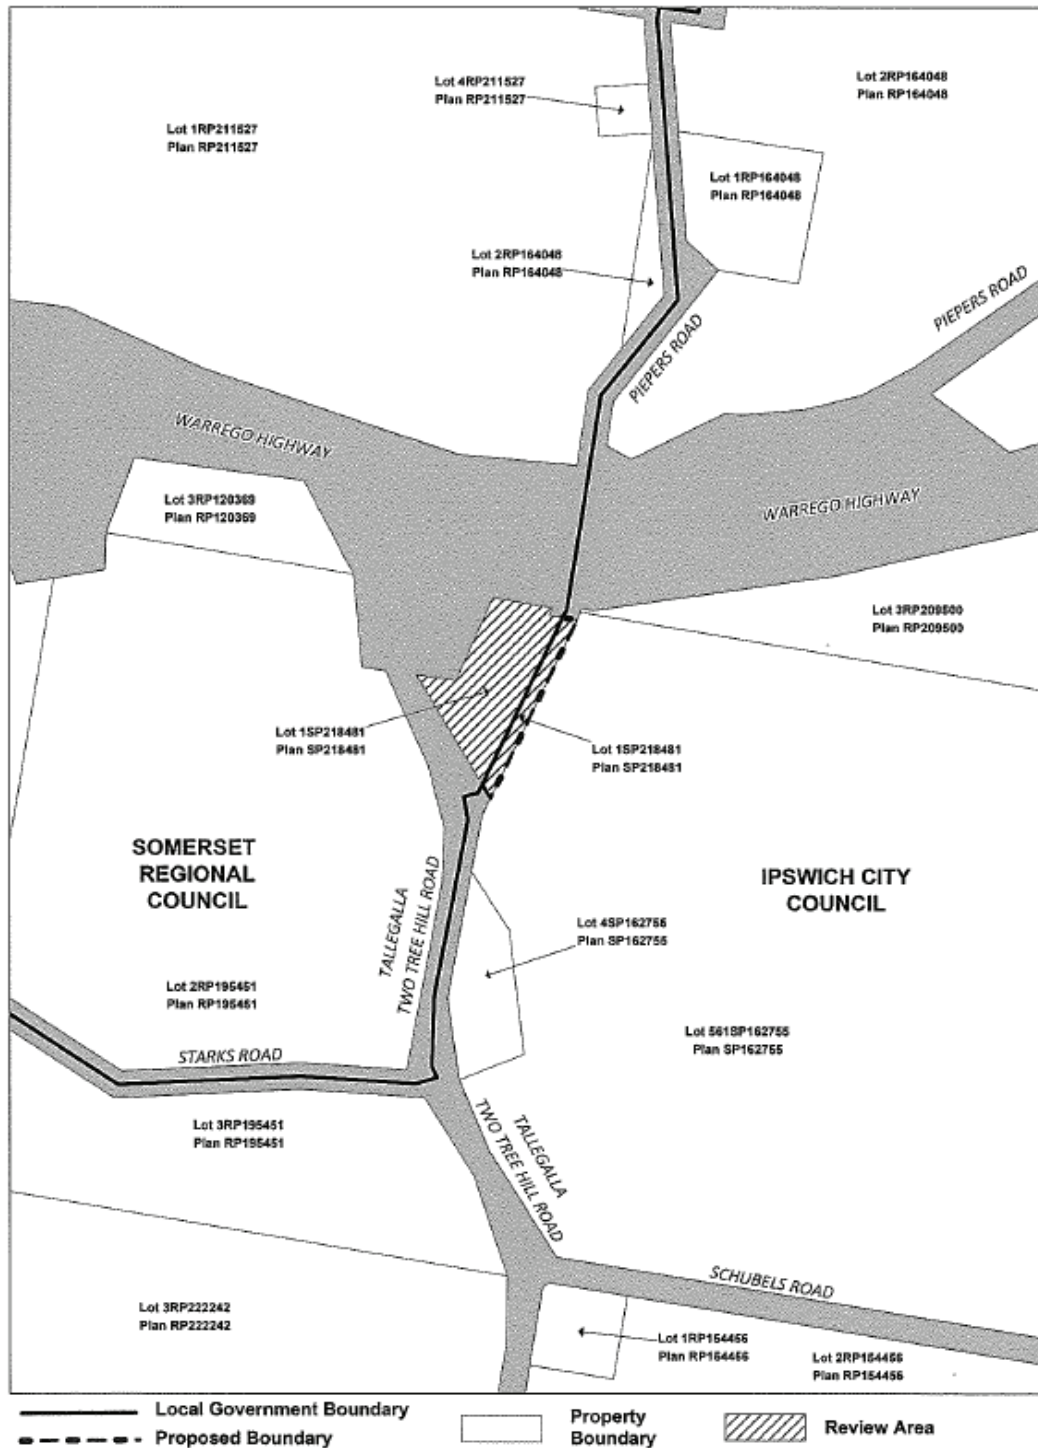 Lot 4RP211527
Plan RP211527
Lot 2RP164048
Plan RP164048
Lot 1RP211527
Plan RP211527
Lot 1RP164048
Plan RP164048
Lot 2RP164048
Plan RP164048
PIEPERS ROAD
PIEPERS ROAD
WARREGO HIGHWAY
Lot 3RP120369
Plan RP120369
WARREGO HIGHWAY
Lot 3RP209500
Plan RP209500
Lot 1SP218481
Plan SP218481
Lot 1SP218481
Plan SP218481
SOMERSET
REGIONAL
COUNCIL
IPSWICH CITY
COUNCIL
TALLEGALLA
TWO TREE HILL ROAD
Lot 4SP162755
Plan SP162755
Lot 2RP195451
Plan RP195451
Lot 561SP162755
Plan SP162755
STARKS ROAD
Lot 3RP195451
Plan RP195451
TALLEGALLA
TWO TREE HILL ROAD
SCHUBELS ROAD
Lot 3RP222242
Plan RP222242
Lot 1RP154456
Plan RP154456
Lot 2RP154456
Plan RP154456
Local Government Boundary
Proposed Boundary
Property
Boundary
Review Area